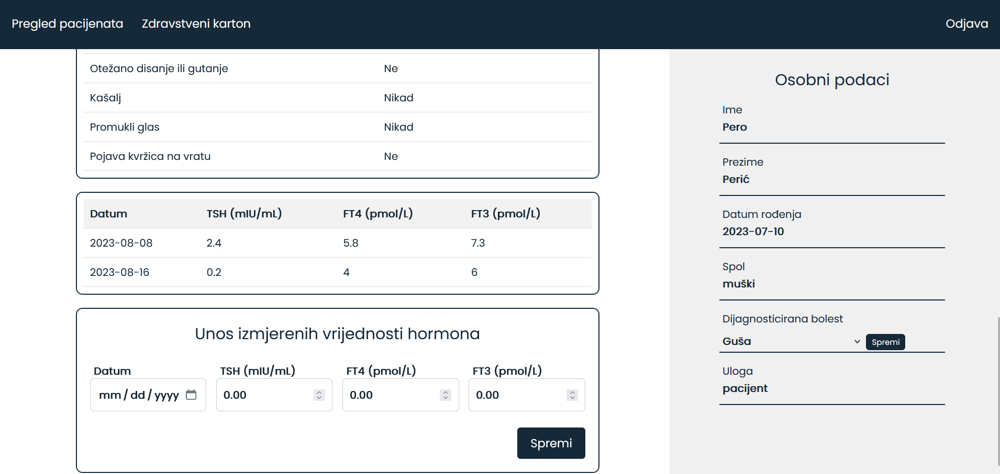 Pregled pacijenata Zdravstveni karton Odjava
Otežano disanje ili gutanje Ne
Kašalj Nikad
Promukli glas Nikad
Pojava kvržica na vratu Ne
Datum TSH (mIU/mL) FT4 (pmol/L) FT3 (pmol/L)
2023-08-08 2.4 5.8 7.3
2023-08-16 0.2 4 6
Unos izmjerenih vrijednosti hormona
Datum TSH (mIU/mL) FT4 (pmol/L) FT3 (pmol/L)
mm/dd/yyyy 0.00 0.00 0.00
Spremi
Osobni podaci
Ime
Pero
Prezime
Perić
Datum rođenja
2023-07-10
Spol
muški
Dijagnosticirana bolest
Guša Spremi
Uloga
pacijent